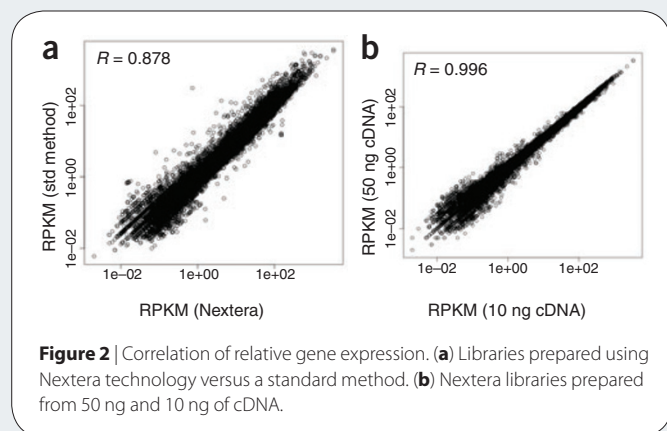 a
R = 0.878
RPKM (std method)
1e+02
1e+00
1e–02
1e–02 1e+00 1e+02
RPKM (Nextera)
b
R = 0.996
RPKM (50 ng cDNA)
1e+02
1e+00
1e–02
1e–02 1e+00 1e+02
RPKM (10 ng cDNA)
Figure 2 | Correlation of relative gene expression. (a) Libraries prepared using
Nextera technology versus a standard method. (b) Nextera libraries prepared
from 50 ng and 10 ng of cDNA.